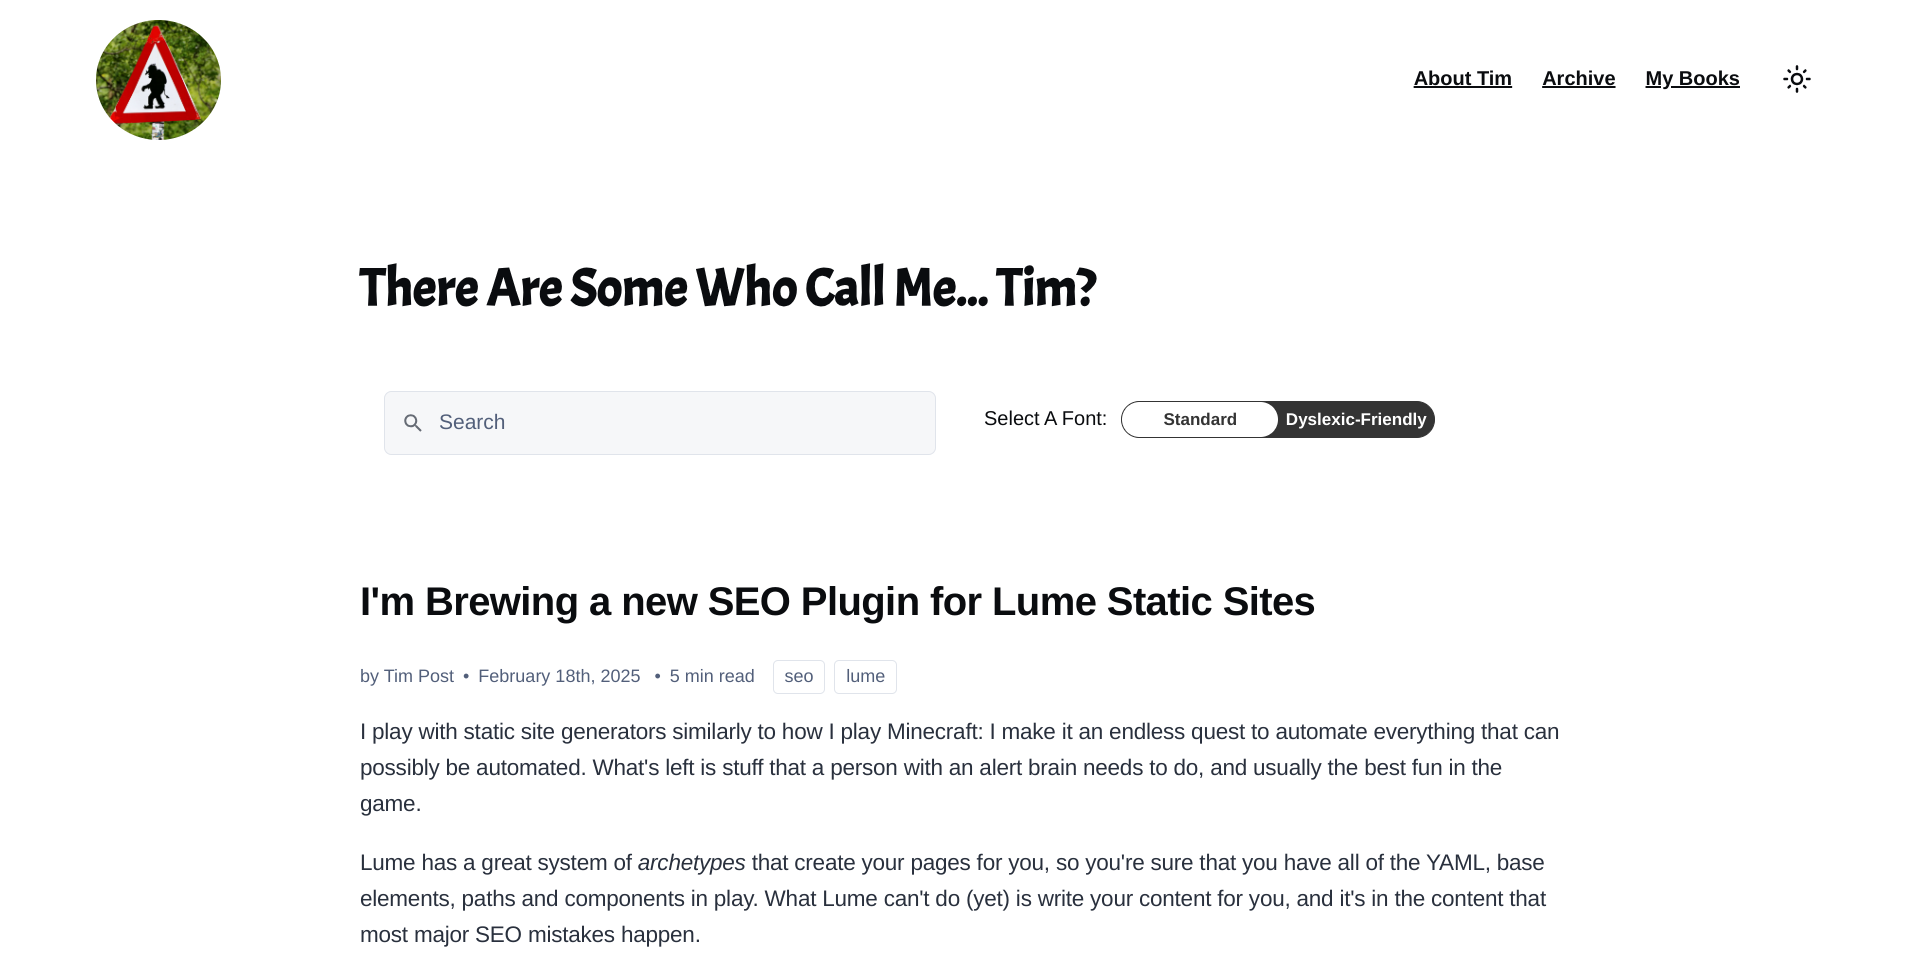 About Tim Archive My Books
There Are Some Who Call Me... Tim?
Search
Select A Font: Standard Dyslexic-Friendly
I'm Brewing a new SEO Plugin for Lume Static Sites
by Tim Post • February 18th, 2025 • 5 min read seo lume
I play with static site generators similarly to how I play Minecraft: I make it an endless quest to automate everything that can
possibly be automated. What's left is stuff that a person with an alert brain needs to do, and usually the best fun in the
game.
Lume has a great system of archetypes that create your pages for you, so you're sure that you have all of the YAML, base
elements, paths and components in play. What Lume can't do (yet) is write your content for you, and it's in the content that
most major SEO mistakes happen.